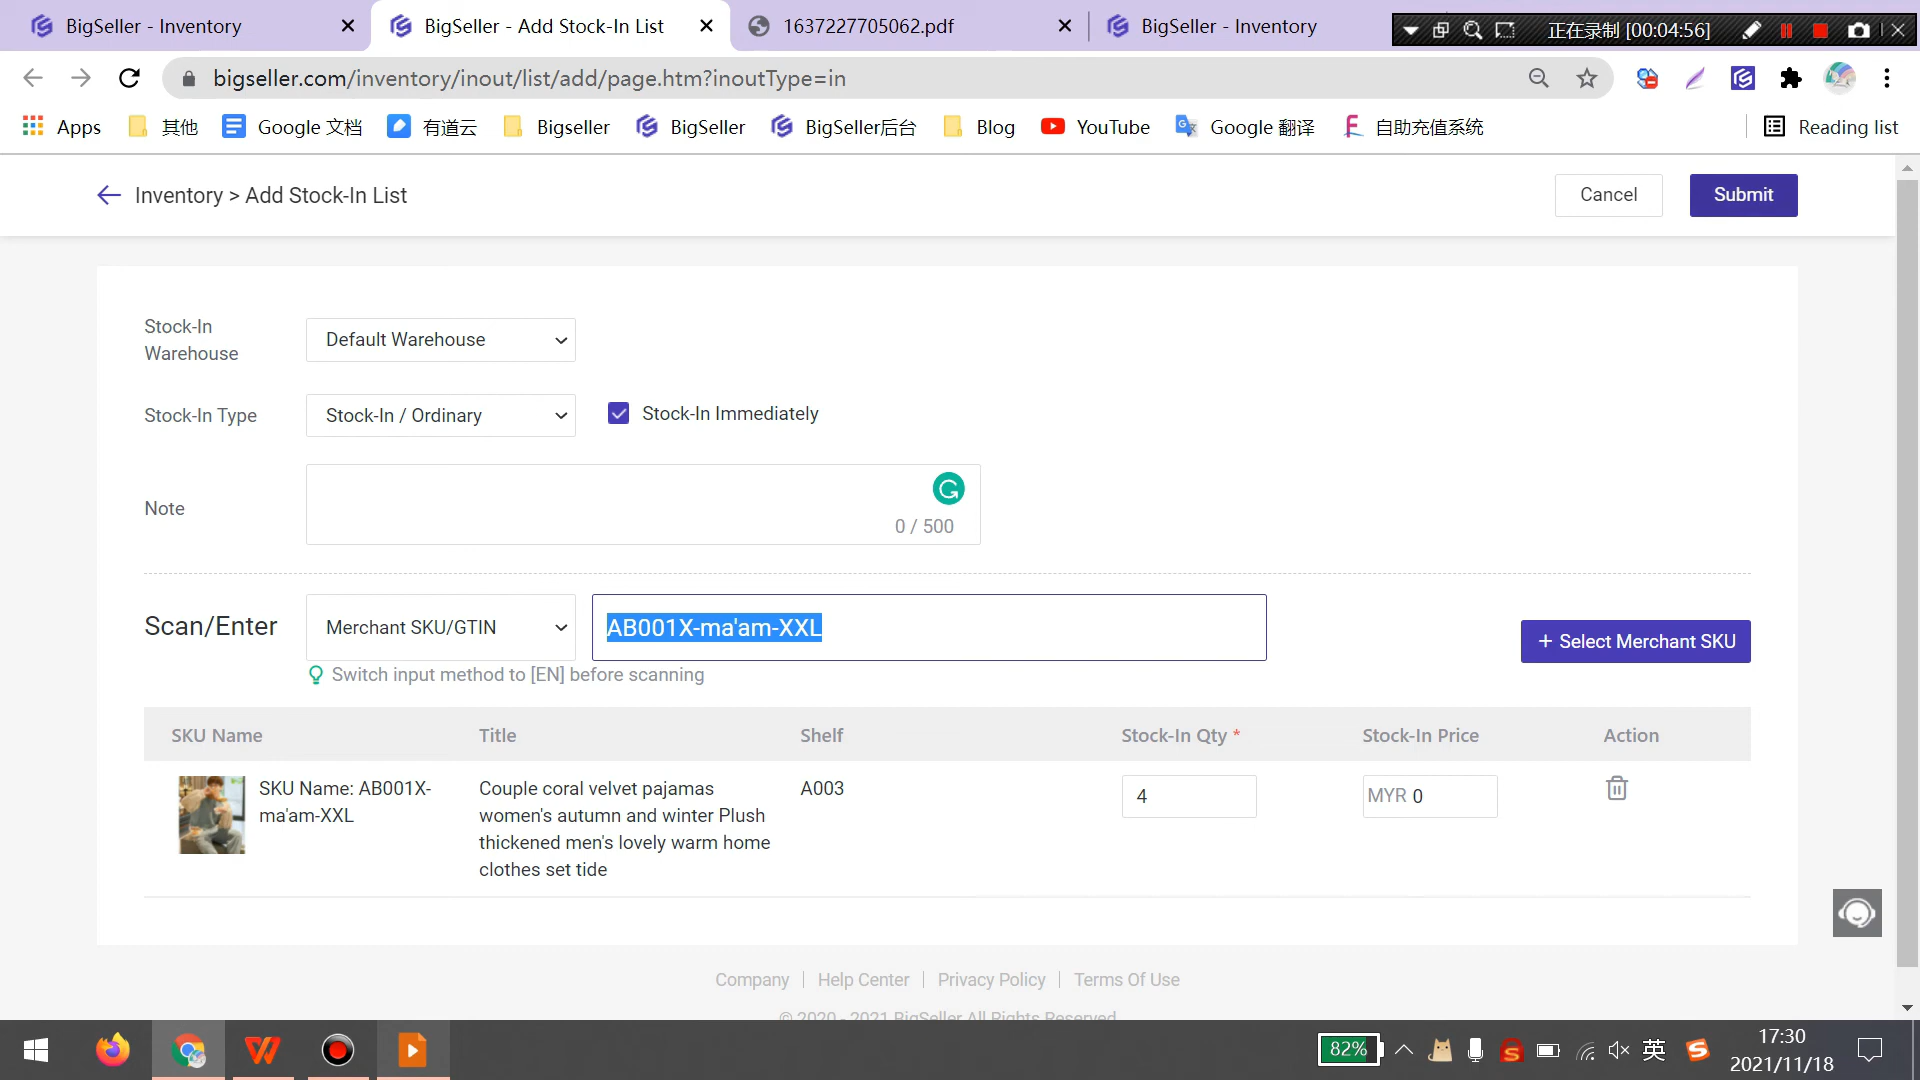 BigSeller - Inventory
BigSeller - Add Stock-In List
1637227705062.pdf
BigSeller - Inventory
正在录制 [00:04:56]
bigseller.com/inventory/inout/list/add/page.htm?inoutType=in
Apps
其他
Google 文档
有道云
Bigseller
BigSeller
BigSeller后台
Blog
YouTube
Google 翻译
自助充值系统
Reading list
Inventory > Add Stock-In List
Cancel
Submit
Stock-In
Warehouse
Default Warehouse
Stock-In Type
Stock-In / Ordinary
Stock-In Immediately
Note
0 / 500
Scan/Enter
Merchant SKU/GTIN
AB001X-ma'am-XXL
+ Select Merchant SKU
Switch input method to [EN] before scanning
SKU Name Title Shelf Stock-In Qty * Stock-In Price Action
SKU Name: AB001X-
ma'am-XXL
Couple coral velvet pajamas
women's autumn and winter Plush
thickened men's lovely warm home
clothes set tide
A003
4
MYR 0
Company | Help Center | Privacy Policy | Terms Of Use
© 2020 - 2021 BigSeller All Rights Reserved
82%
英
17:30
2021/11/18